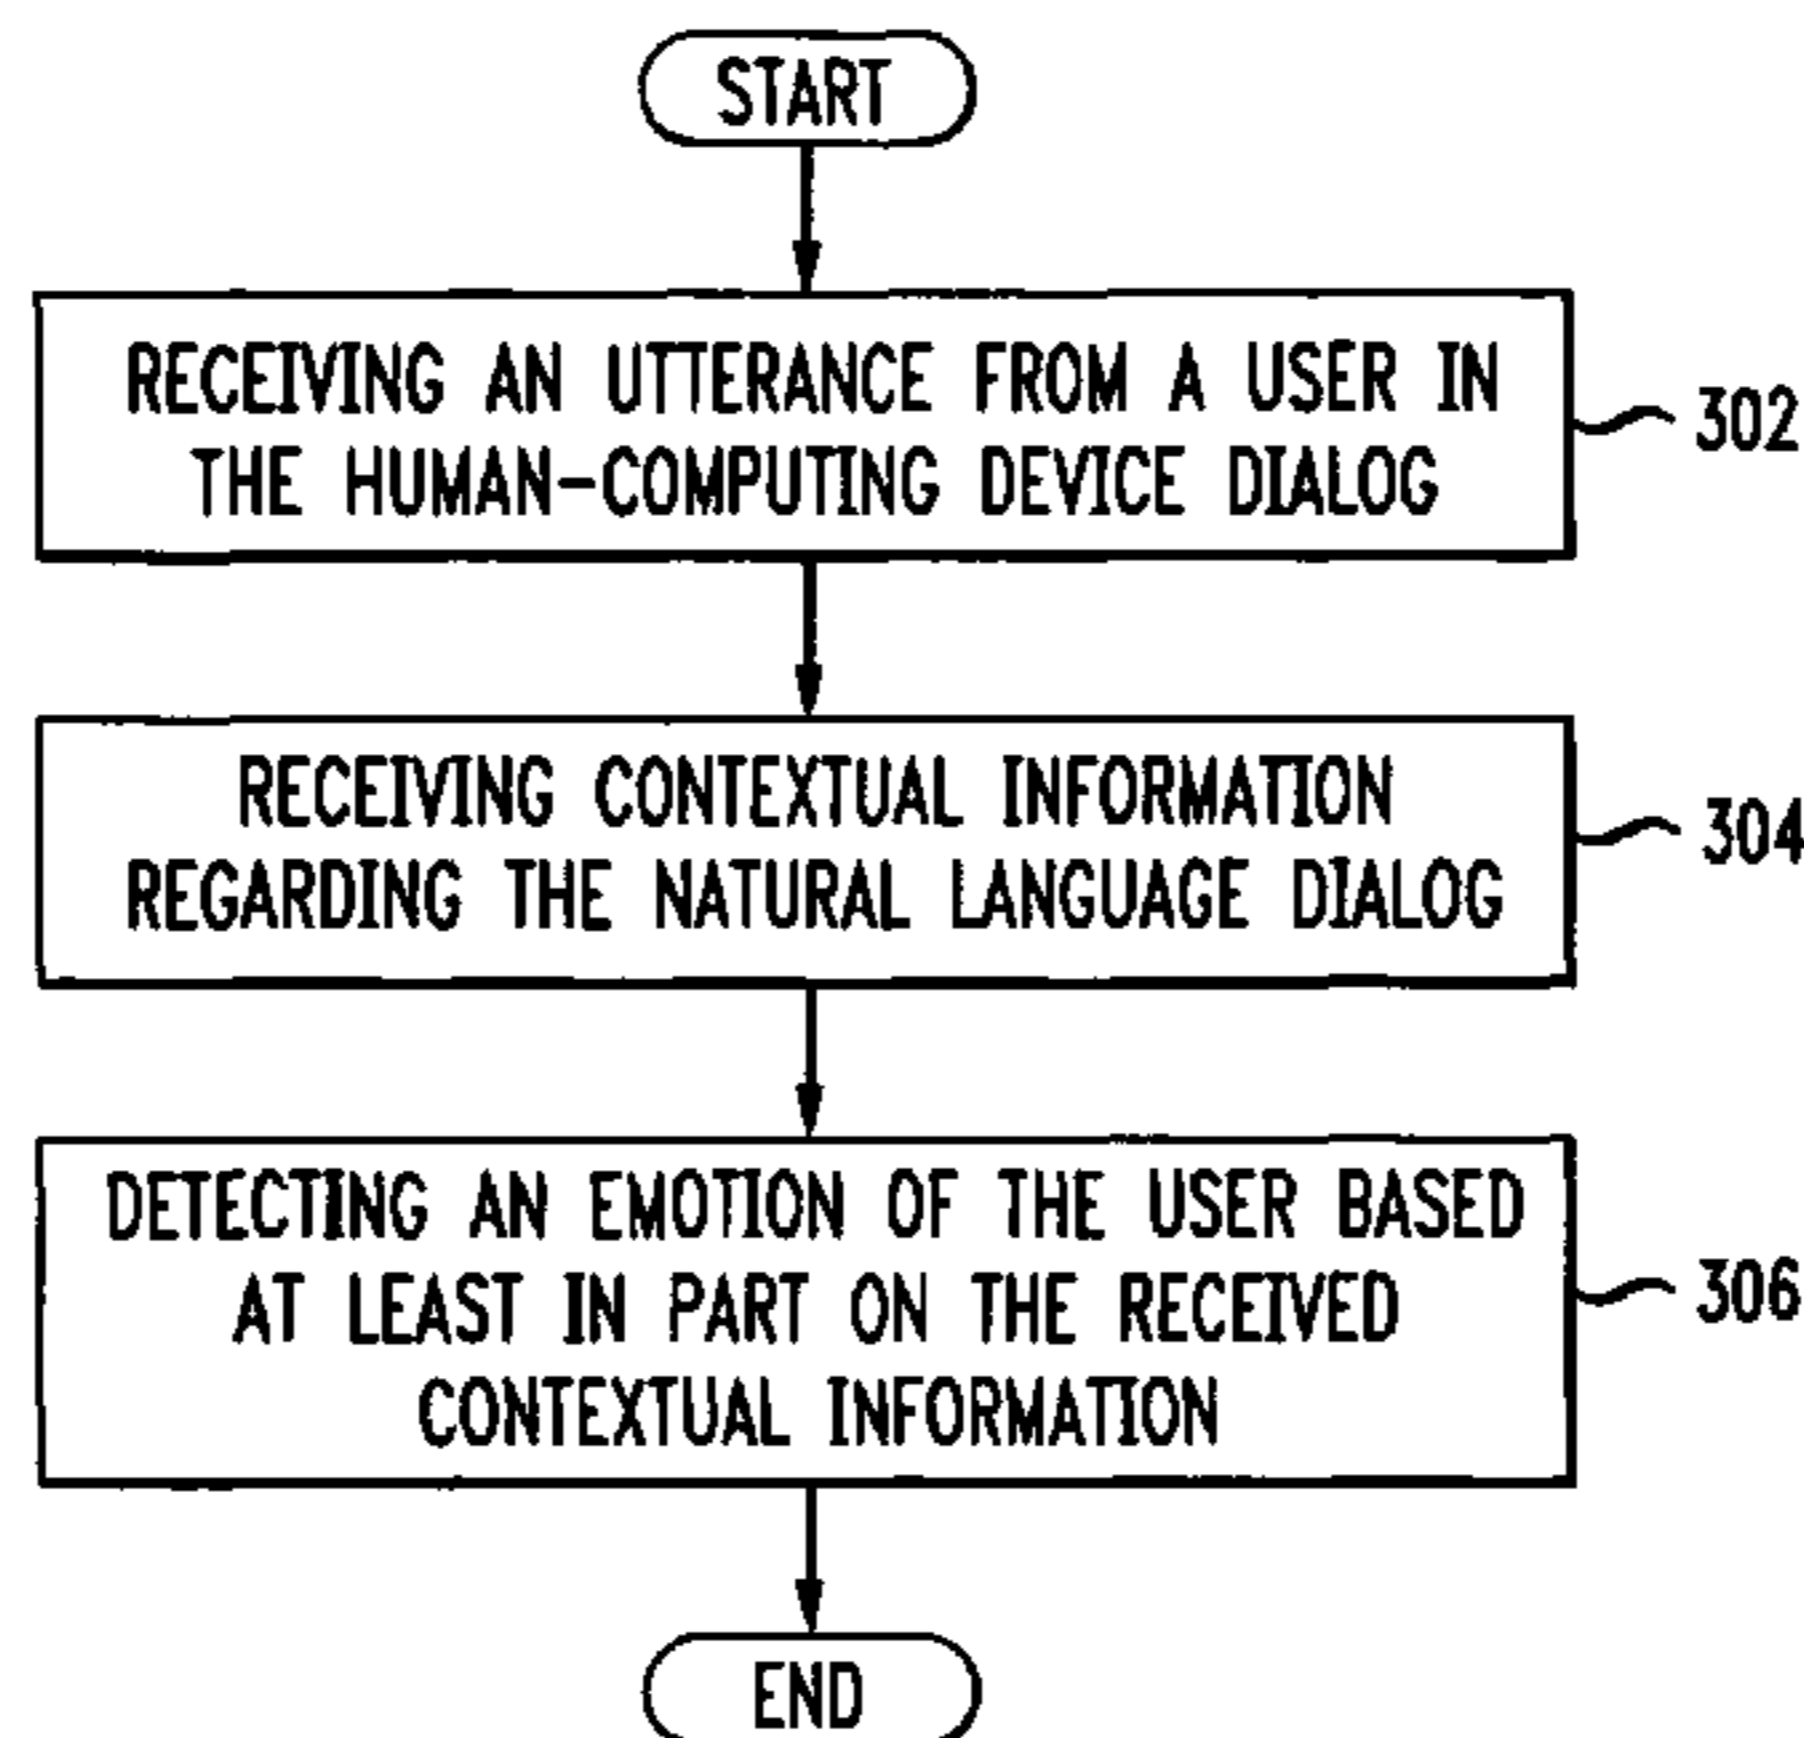 START
RECEIVING AN UTTERANCE FROM A USER IN
THE HUMAN-COMPUTING DEVICE DIALOG
302
RECEIVING CONTEXTUAL INFORMATION
REGARDING THE NATURAL LANGUAGE DIALOG
304
DETECTING AN EMOTION OF THE USER BASED
AT LEAST IN PART ON THE RECEIVED
CONTEXTUAL INFORMATION
306
END